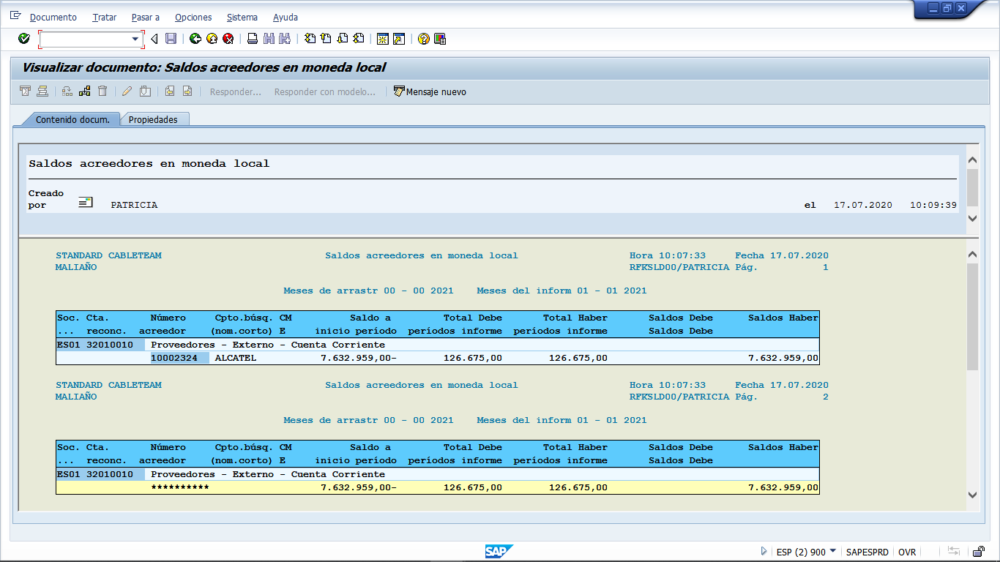 Documento Tratar Pasar a Opciones Sistema Ayuda
Visualizar documento: Saldos acreedores en moneda local
Responder... Responder con modelo... Mensaje nuevo
Contenido docum. Propiedades
Saldos acreedores en moneda local
Creado
por PATRICIA el 17.07.2020 10:09:39
STANDARD CABLETEAM Saldos acreedores en moneda local Hora 10:07:33 Fecha 17.07.2020
MALIAÑO RFKSLD00/PATRICIA Pág. 1
Meses de arrastr 00 - 00 2021 Meses del inform 01 - 01 2021
Soc. Cta. Número Cpto.búsq. CM Saldo a Total Debe Total Haber Saldos Debe Saldos Haber
... reconc. acreedor (nom.corto) E inicio período períodos informe períodos informe Saldos Debe
ES01 32010010 Proveedores - Externo - Cuenta Corriente
10002324 ALCATEL 7.632.959,00- 126.675,00 126.675,00 7.632.959,00
STANDARD CABLETEAM Saldos acreedores en moneda local Hora 10:07:33 Fecha 17.07.2020
MALIAÑO RFKSLD00/PATRICIA Pág. 2
Meses de arrastr 00 - 00 2021 Meses del inform 01 - 01 2021
Soc. Cta. Número Cpto.búsq. CM Saldo a Total Debe Total Haber Saldos Debe Saldos Haber
... reconc. acreedor (nom.corto) E inicio período períodos informe períodos informe Saldos Debe
ES01 32010010 Proveedores - Externo - Cuenta Corriente
********** 7.632.959,00- 126.675,00 126.675,00 7.632.959,00
SAP ESP (2) 900 SAPESPRD OVR